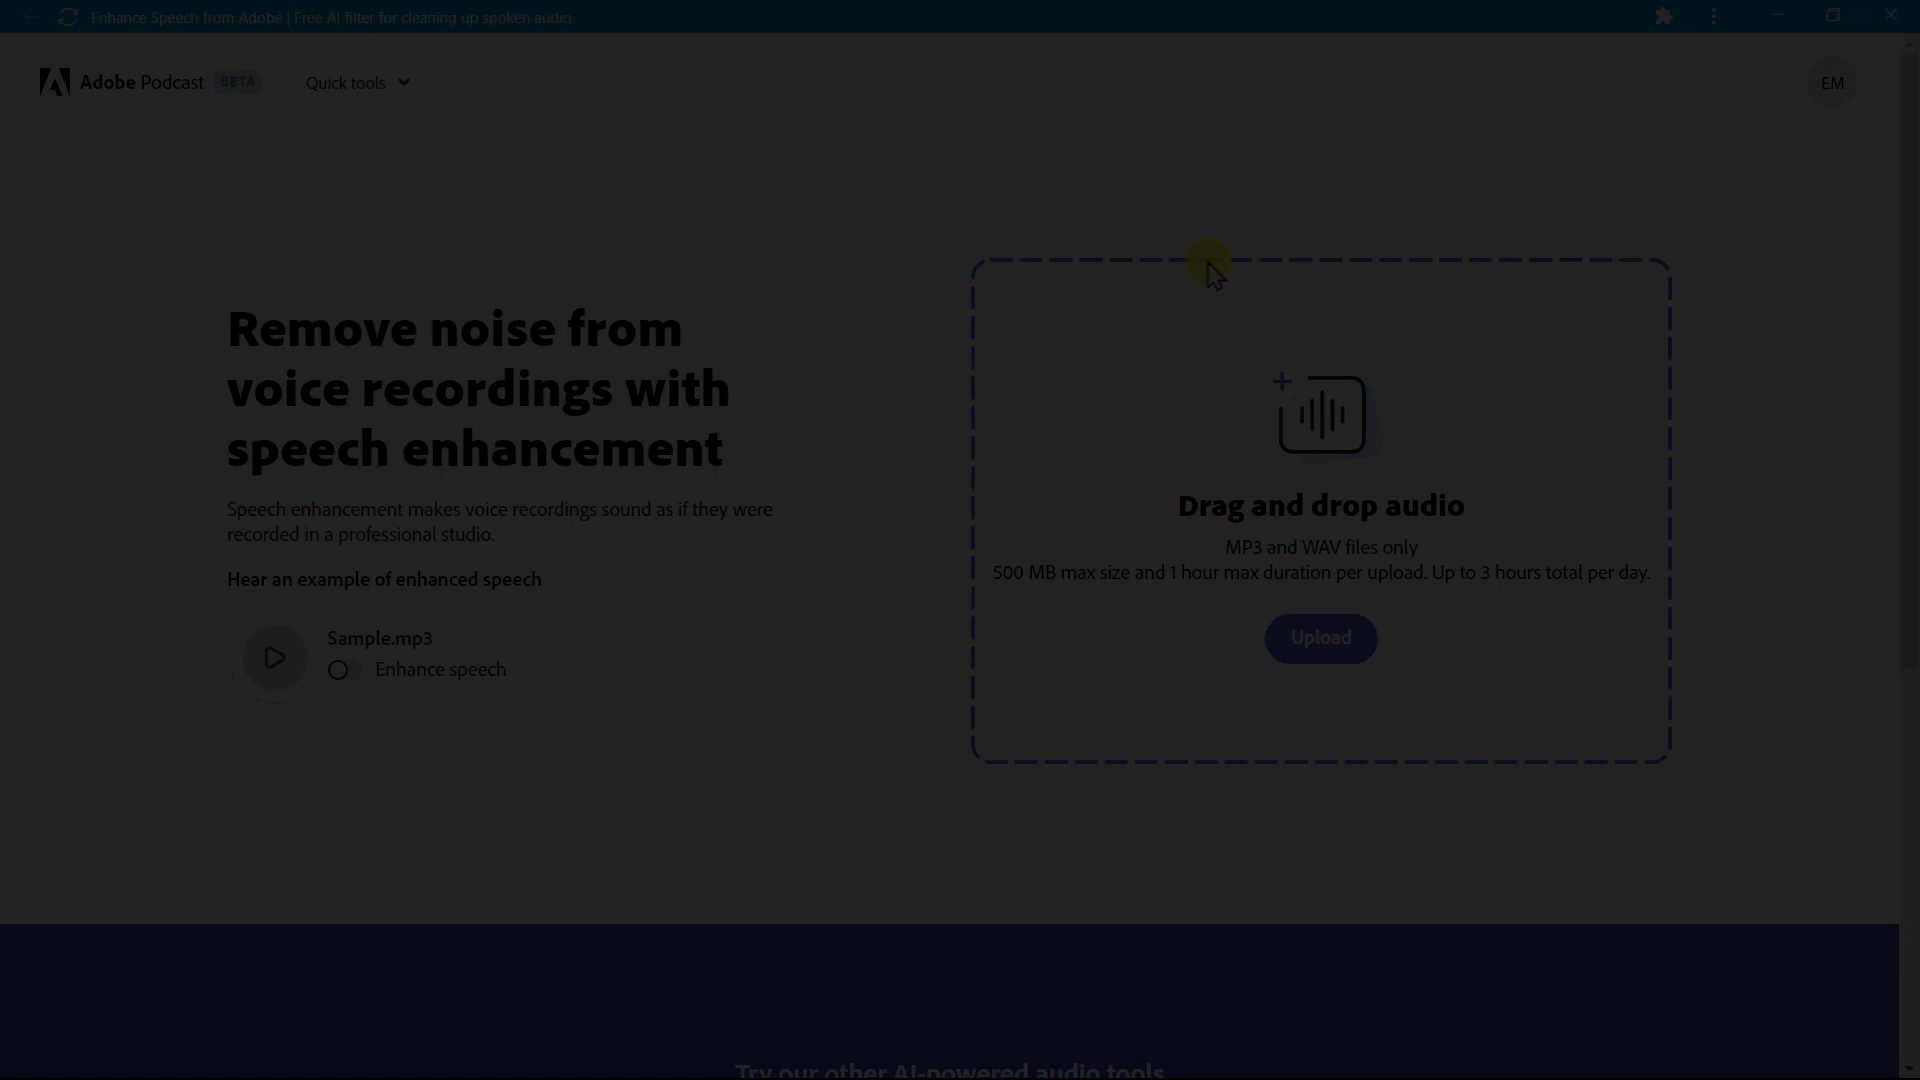 Enhance Speech from Adobe | Free AI filter for cleaning up spoken audio
Adobe Podcast BETA
Quick tools
EM
Remove noise from
voice recordings with
speech enhancement
Speech enhancement makes voice recordings sound as if they were
recorded in a professional studio.
Hear an example of enhanced speech
Sample.mp3
Enhance speech
Drag and drop audio
MP3 and WAV files only
500 MB max size and 1 hour max duration per upload. Up to 3 hours total per day.
Upload
Try our other AI-powered audio tools